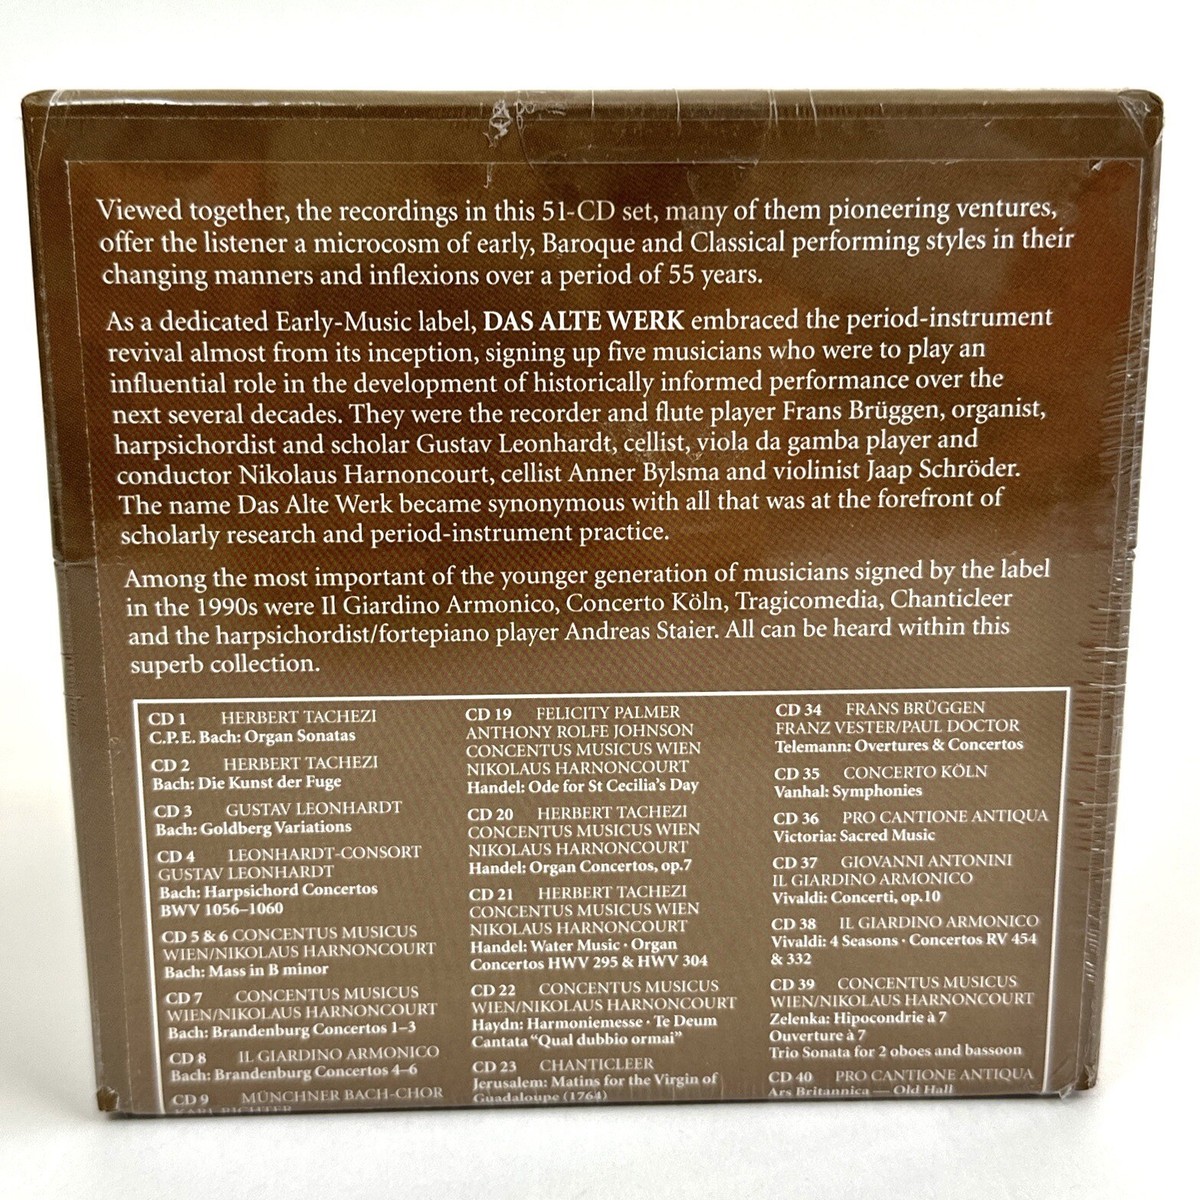 Viewed together, the recordings in this 51-CD set, many of them pioneering ventures,
offer the listener a microcosm of early, Baroque and Classical performing styles in their
changing manners and inflexions over a period of 55 years.
As a dedicated Early-Music label, DAS ALTE WERK embraced the period-instrument
revival almost from its inception, signing up five musicians who were to play an
influential role in the development of historically informed performance over the
next several decades. They were the recorder and flute player Frans Brüggen, organist,
harpsichordist and scholar Gustav Leonhardt, cellist, viola da gamba player and
conductor Nikolaus Harnoncourt, cellist Anner Bylsma and violinist Jaap Schröder.
The name Das Alte Werk became synonymous with all that was at the forefront of
scholarly research and period-instrument practice.
Among the most important of the younger generation of musicians signed by the label
in the 1990s were Il Giardino Armonico, Concerto Köln, Tragicomedia, Chanticleer
and the harpsichordist/fortepiano player Andreas Staier. All can be heard within this
superb collection.
CD 1 HERBERT TACHEZI
C.P.E. Bach: Organ Sonatas
CD 2 HERBERT TACHEZI
Bach: Die Kunst der Fuge
CD 3 GUSTAV LEONHARDT
Bach: Goldberg Variations
CD 4 LEONHARDT-CONSORT
GUSTAV LEONHARDT
Bach: Harpsichord Concertos
BWV 1056–1060
CD 5 & 6 CONCENTUS MUSICUS
WIEN/NIKOLAUS HARNONCOURT
Bach: Mass in B minor
CD 7 CONCENTUS MUSICUS
WIEN/NIKOLAUS HARNONCOURT
Bach: Brandenburg Concertos 1–3
CD 8 IL GIARDINO ARMONICO
Bach: Brandenburg Concertos 4–6
CD 9 MÜNCHNER BACH-CHOR
KARL RICHTER
CD 19 FELICITY PALMER
ANTHONY ROLFE JOHNSON
CONCENTUS MUSICUS WIEN
NIKOLAUS HARNONCOURT
Handel: Ode for St Cecilia's Day
CD 20 HERBERT TACHEZI
CONCENTUS MUSICUS WIEN
NIKOLAUS HARNONCOURT
Handel: Organ Concertos, op.7
CD 21 HERBERT TACHEZI
CONCENTUS MUSICUS WIEN
NIKOLAUS HARNONCOURT
Handel: Water Music · Organ
Concertos HWV 295 & HWV 304
CD 22 CONCENTUS MUSICUS
WIEN/NIKOLAUS HARNONCOURT
Haydn: Harmoniemesse · Te Deum
Cantata "Qual dubbio ormai"
CD 23 CHANTICLEER
Jerusalem: Matins for the Virgin of
Guadaloupe (1764)
CD 34 FRANS BRÜGGEN
FRANZ VESTER/PAUL DOCTOR
Telemann: Overtures & Concertos
CD 35 CONCERTO KÖLN
Vanhal: Symphonies
CD 36 PRO CANTIONE ANTIQUA
Victoria: Sacred Music
CD 37 GIOVANNI ANTONINI
IL GIARDINO ARMONICO
Vivaldi: Concerti, op.10
CD 38 IL GIARDINO ARMONICO
Vivaldi: 4 Seasons · Concertos RV 454
& 332
CD 39 CONCENTUS MUSICUS
WIEN/NIKOLAUS HARNONCOURT
Zelenka: Hipocondrie à 7
Ouverture à 7
Trio Sonata for 2 oboes and bassoon
CD 40 PRO CANTIONE ANTIQUA
Ars Britannica — Old Hall